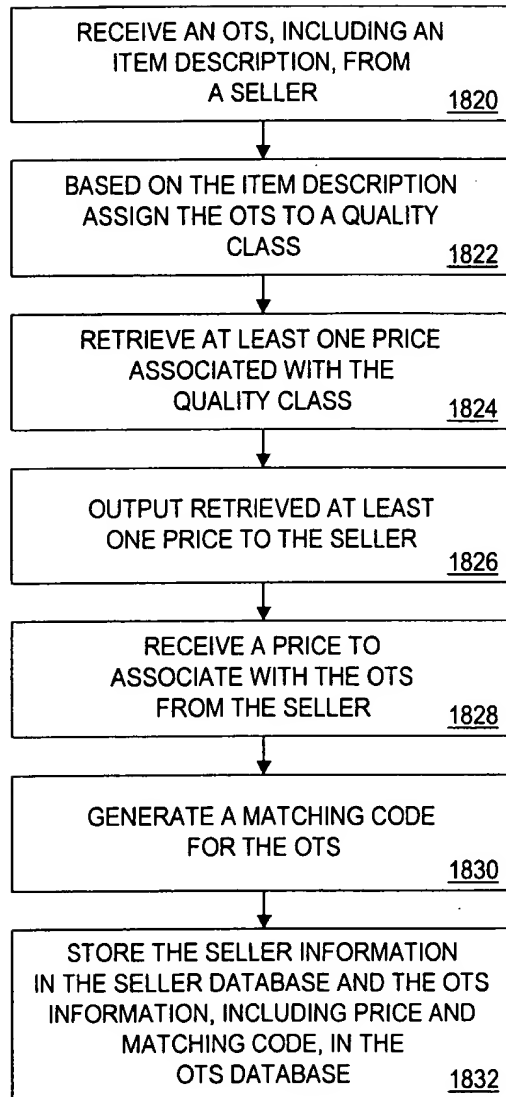 RECEIVE AN OTS, INCLUDING AN
ITEM DESCRIPTION, FROM
A SELLER
1820
BASED ON THE ITEM DESCRIPTION
ASSIGN THE OTS TO A QUALITY
CLASS
1822
RETRIEVE AT LEAST ONE PRICE
ASSOCIATED WITH THE
QUALITY CLASS
1824
OUTPUT RETRIEVED AT LEAST
ONE PRICE TO THE SELLER
1826
RECEIVE A PRICE TO
ASSOCIATE WITH THE OTS
FROM THE SELLER
1828
GENERATE A MATCHING CODE
FOR THE OTS
1830
STORE THE SELLER INFORMATION
IN THE SELLER DATABASE AND THE OTS
INFORMATION, INCLUDING PRICE AND
MATCHING CODE, IN THE
OTS DATABASE
1832